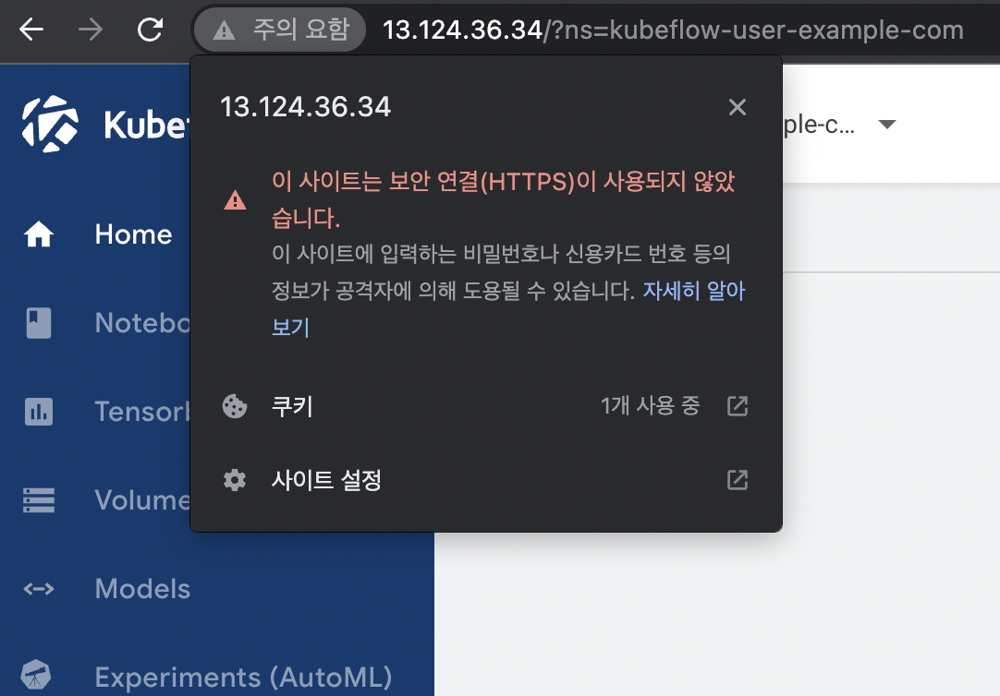 주의 요함 13.124.36.34/?ns=kubeflow-user-example-com
13.124.36.34
Kubef
ple-c...
이 사이트는 보안 연결(HTTPS)이 사용되지 않았
습니다.
이 사이트에 입력하는 비밀번호나 신용카드 번호 등의
정보가 공격자에 의해 도용될 수 있습니다. 자세히 알아
보기
쿠키 1개 사용 중
사이트 설정
Home
Notebo
Tensorb
Volume
Models
Experiments (AutoML)